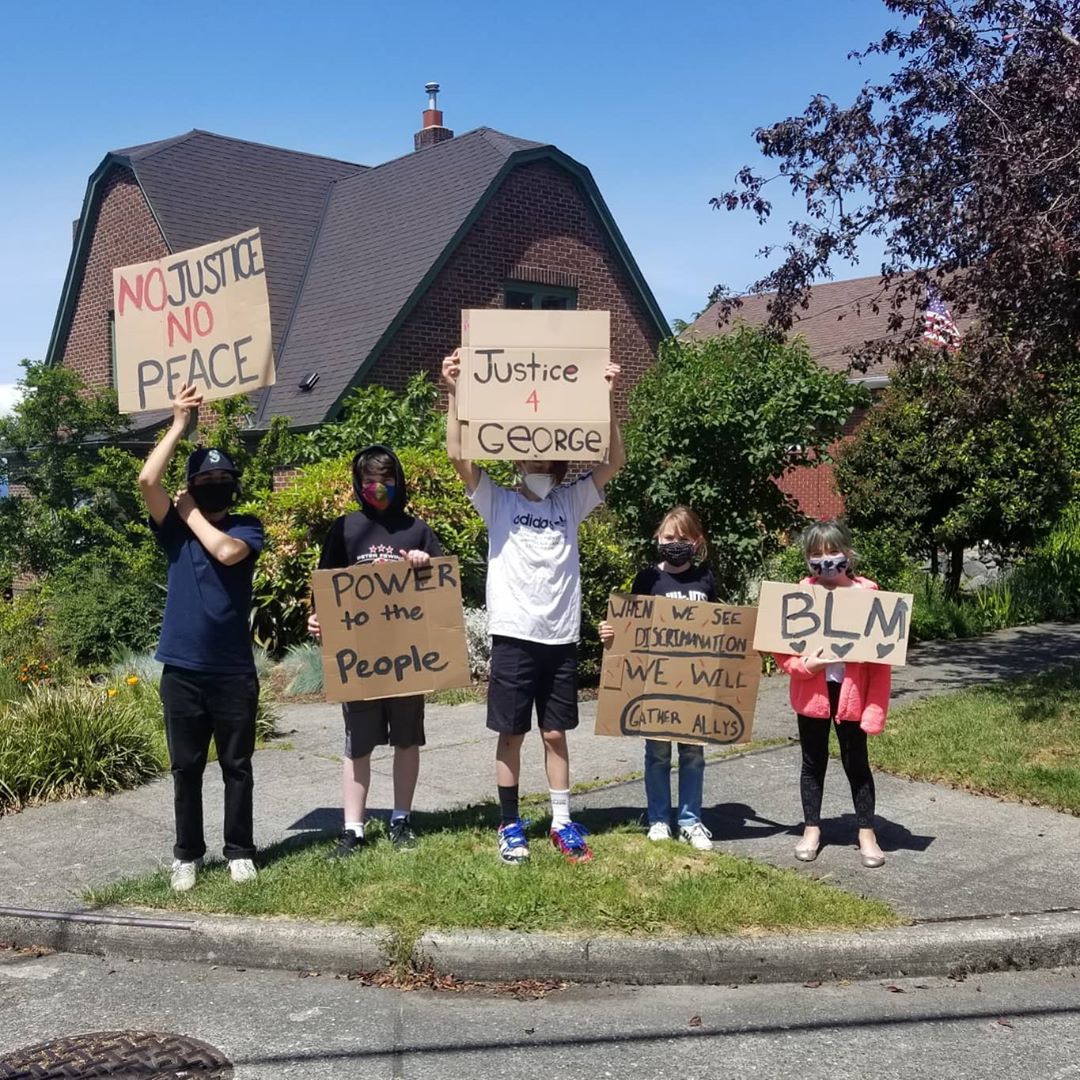 NO JUSTICE
NO
PEACE
Justice
4
GEORGE
POWER
to the
People
WHEN WE SEE
DISCRIMINATION
WE WILL
GATHER ALLYS
BLM
adidas
S